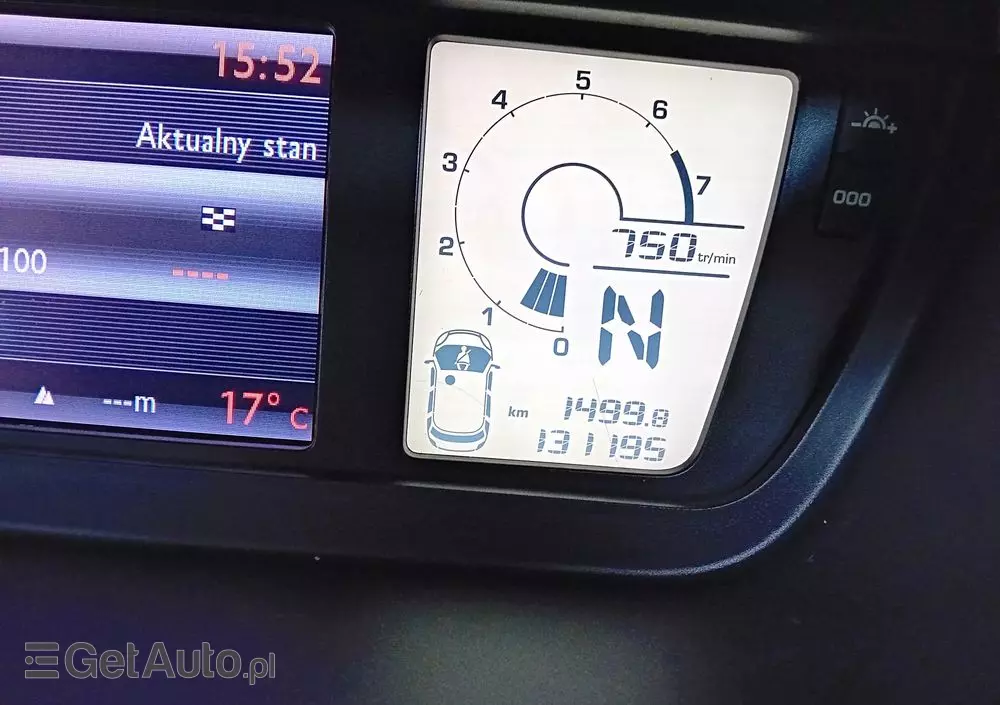 15:52
Aktualny stan
100
----
---m
17° C
0
1
2
3
4
5
6
7
750 tr/min
N
km 1499.8
131195
000
GetAuto.pl